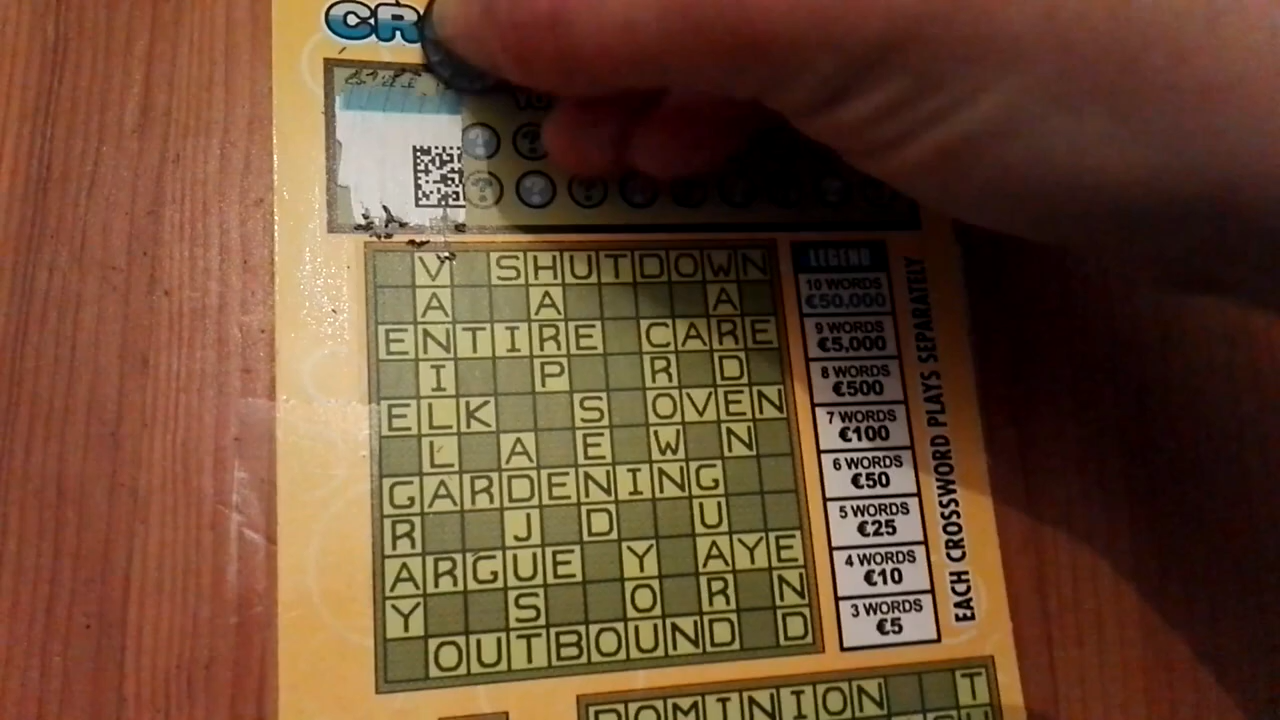 CR
V SHUTDOWN
A A A
ENTIRE CARE
I P R D
ELK S OVEN
L A E W N
GARDENING
R J D U
ARGUE Y AYE
Y S O R N
OUTBOUND D
DOMINION T
LEGEND
10 WORDS
€50,000
9 WORDS
€5,000
8 WORDS
€500
7 WORDS
€100
6 WORDS
€50
5 WORDS
€25
4 WORDS
€10
3 WORDS
€5
EACH CROSSWORD PLAYS SEPARATELY